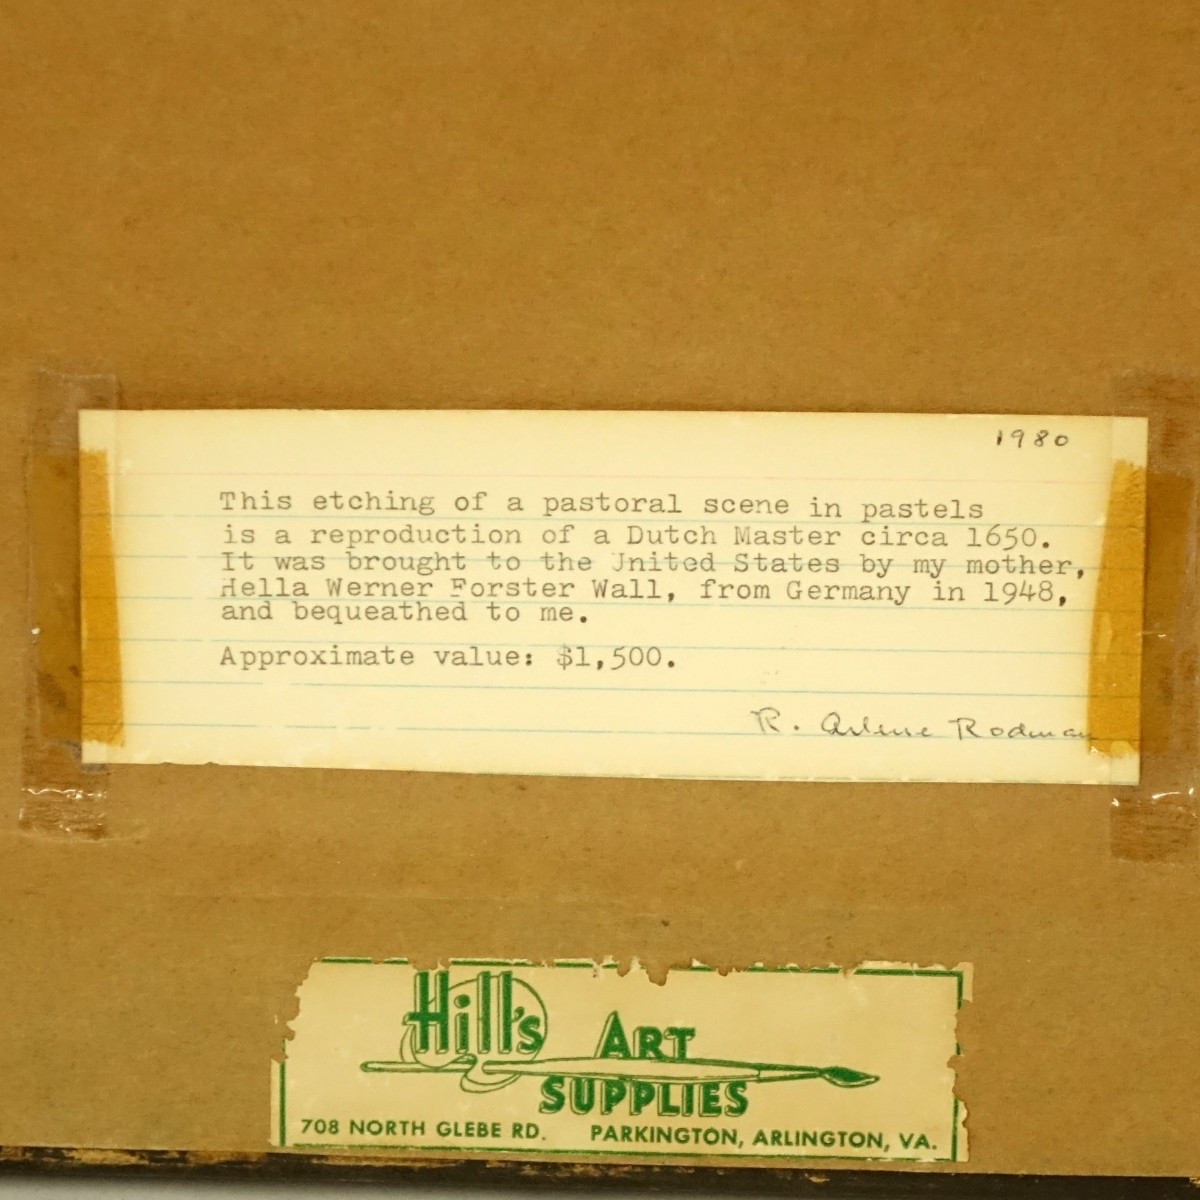 1980
This etching of a pastoral scene in pastels
is a reproduction of a Dutch Master circa 1650.
It was brought to the United States by my mother,
Hella Werner Forster Wall, from Germany in 1948,
and bequeathed to me.
Approximate value: $1,500.
R. Arlene Rodman
Hill's
ART
SUPPLIES
708 NORTH GLEBE RD. PARKINGTON, ARLINGTON, VA.